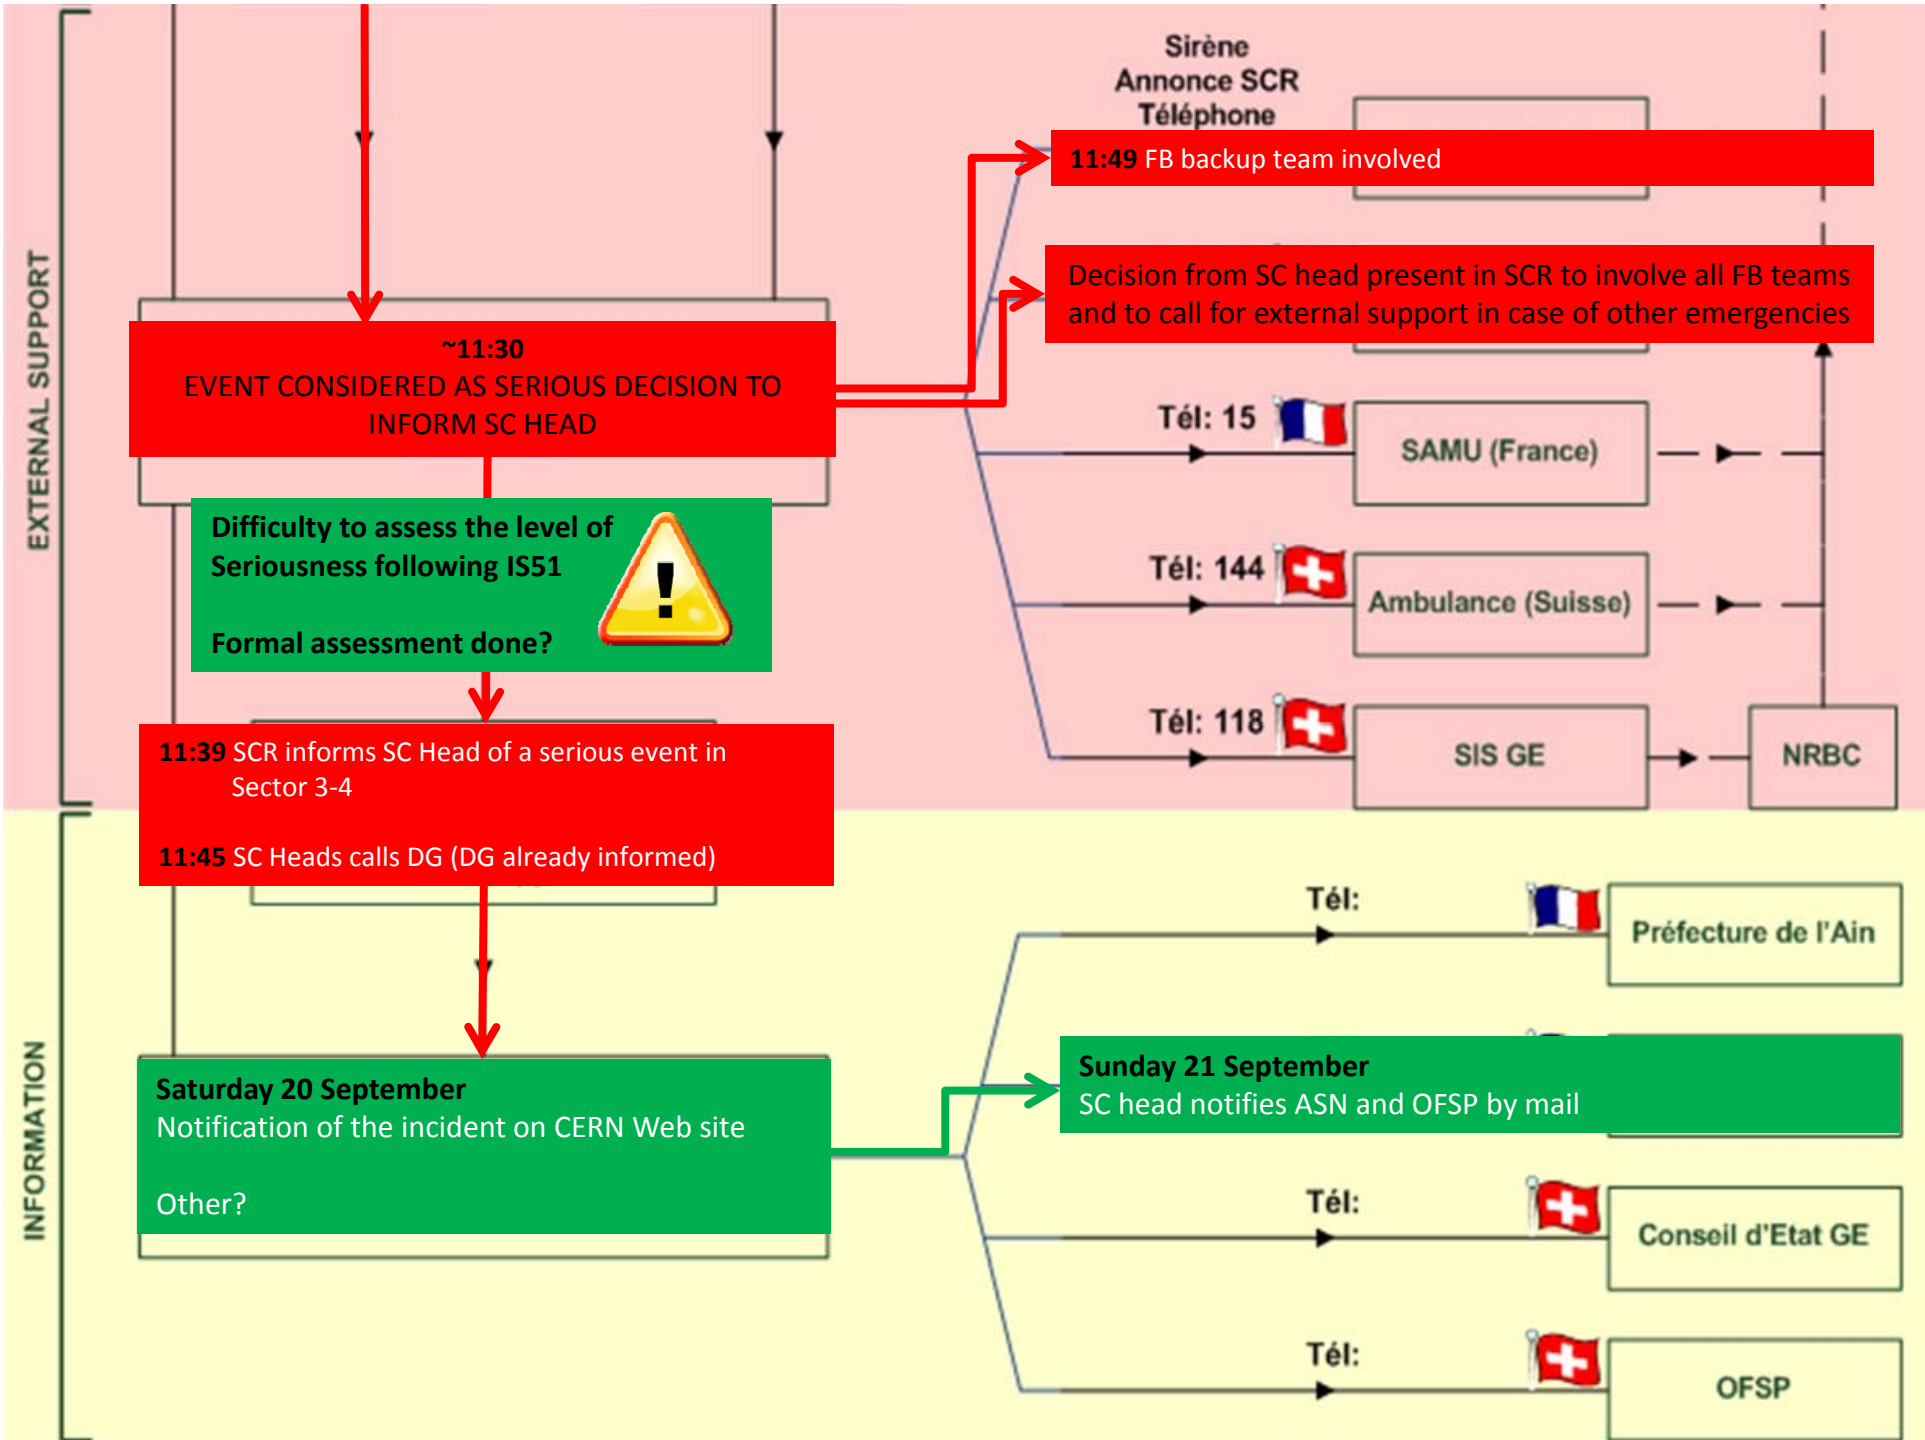 EXTERNAL SUPPORT
Sirène
Annonce SCR
Téléphone
11:49 FB backup team involved
Decision from SC head present in SCR to involve all FB teams
and to call for external support in case of other emergencies
~11:30
EVENT CONSIDERED AS SERIOUS DECISION TO
INFORM SC HEAD
Tél: 15
SAMU (France)
Difficulty to assess the level of
Seriousness following IS51
Formal assessment done?
!
Tél: 144
Ambulance (Suisse)
Tél: 118
SIS GE
NRBC
11:39 SCR informs SC Head of a serious event in
Sector 3-4
11:45 SC Heads calls DG (DG already informed)
INFORMATION
Tél:
Préfecture de l'Ain
Saturday 20 September
Notification of the incident on CERN Web site
Other?
Sunday 21 September
SC head notifies ASN and OFSP by mail
Tél:
Conseil d'Etat GE
Tél:
OFSP